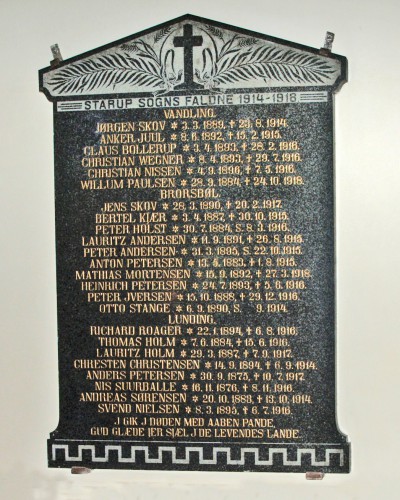 STARUP SOGNS FALDNE 1914-1918
VANDLING.
JØRGEN SKOV * 3.3.1889, † 23.8.1914.
ANKER JUUL * 8.6.1892, † 15.2.1915.
CLAUS BOLLERUP * 3.4.1893, † 28.2.1916.
CHRISTIAN WEGNER * 8.4.1893, † 29.7.1916.
CHRISTIAN NISSEN * 4.9.1896, † 7.5.1916.
WILLUM PAULSEN * 28.9.1884, † 24.10.1918.
BRORSBØL.
JENS SKOV * 28.3.1890, † 20.2.1917.
BERTEL KJÆR * 3.4.1887, † 30.10.1915.
PETER HOLST * 30.7.1884, S. 8.3.1916.
LAURITZ ANDERSEN * 11.9.1891, † 26.8.1915.
PETER ANDERSEN * 31.3.1895, S. 22.10.1915.
ANTON PETERSEN * 13.4.1883, † 1.8.1915.
MATHIAS MORTENSEN * 15.9.1892, † 27.3.1918.
HEINRICH PETERSEN * 24.7.1893, † 5.6.1916.
PETER JVERSEN * 15.10.1888, † 29.12.1916.
OTTO STANGE * 6.9.1890, S. 9.1914.
LUNDING.
RICHARD ROAGER * 22.1.1894, † 6.8.1916.
THOMAS HOLM * 7.6.1884, † 15.6.1916.
LAURITZ HOLM * 29.3.1887, † 7.9.1917.
CHRESTEN CHRISTENSEN * 14.9.1894, † 6.9.1914.
ANDERS PETERSEN * 30.9.1875, † 10.7.1917.
NIS SUURBALLE * 16.11.1876, † 8.11.1916.
ANDREAS SØRENSEN * 20.10.1883, † 13.10.1914.
SVEND NIELSEN * 8.3.1895, † 6.7.1916.
J GIK J DØDEN MED AABEN PANDE,
GUD GLÆDE JER SJÆL J DE LEVENDES LANDE.